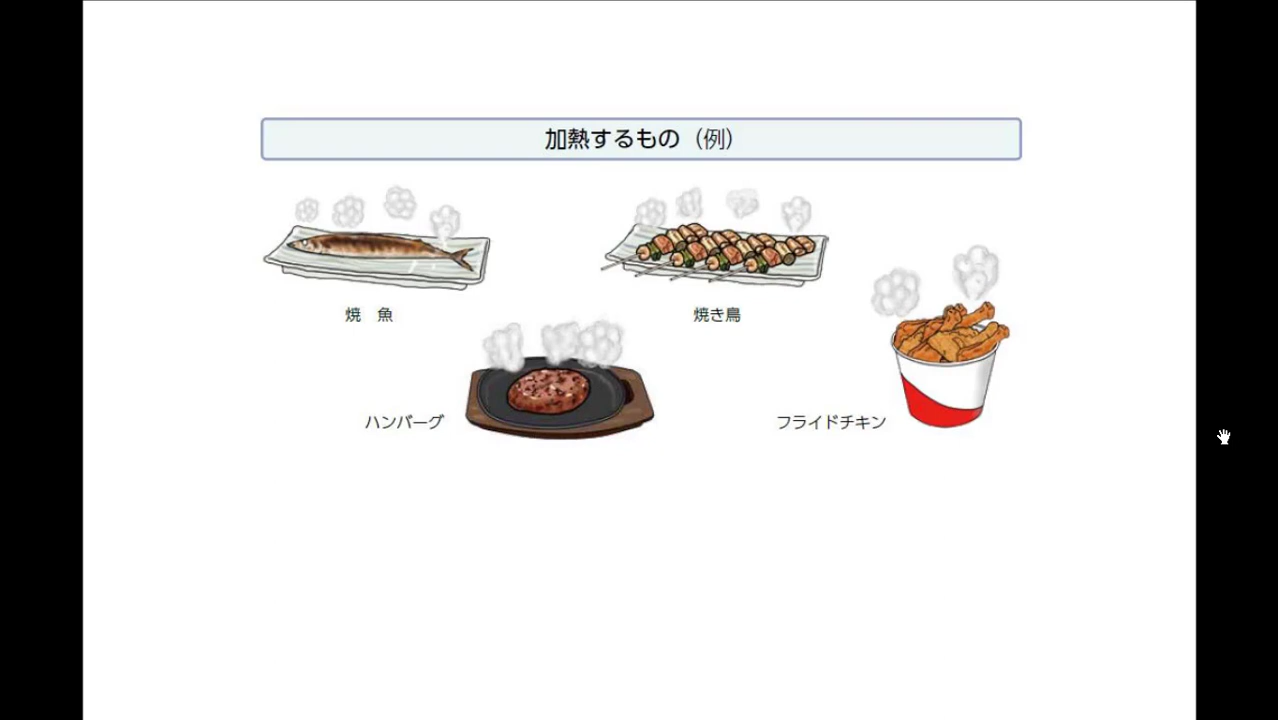 加熱するもの（例）
焼　魚
焼き鳥
ハンバーグ
フライドチキン